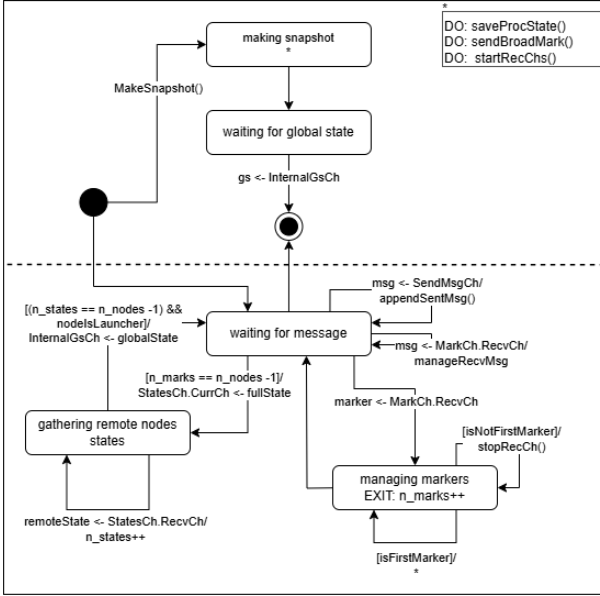 *
DO: saveProcState()
DO: sendBroadMark()
DO: startRecChs()
making snapshot
*
MakeSnapshot()
waiting for global state
gs <- InternalGsCh
[(n_states == n_nodes -1) &&
nodeIsLauncher]/
InternalGsCh <- globalState
waiting for message
msg <- SendMsgCh/
appendSentMsg()
msg <- MarkCh.RecvCh/
manageRecvMsg
[n_marks == n_nodes -1]/
StatesCh.CurrCh <- fullState
marker <- MarkCh.RecvCh
gathering remote nodes
states
[isNotFirstMarker]/
stopRecCh()
managing markers
EXIT: n_marks++
remoteState <- StatesCh.RecvCh/
n_states++
[isFirstMarker]/
*